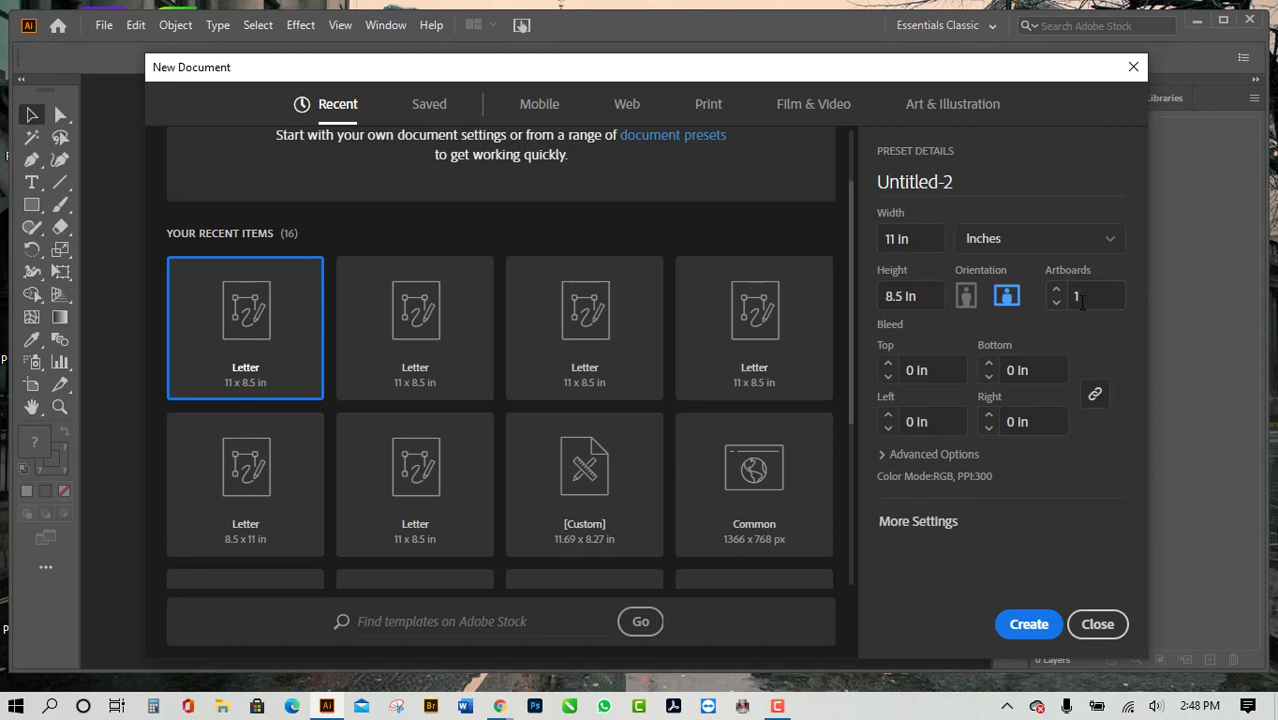 Ai File Edit Object Type Select Effect View Window Help Essentials Classic Search Adobe Stock
New Document
Recent Saved Mobile Web Print Film & Video Art & Illustration
Libraries
Start with your own document settings or from a range of document presets
to get working quickly.
YOUR RECENT ITEMS (16)
Letter
11 x 8.5 in
Letter
11 x 8.5 in
Letter
11 x 8.5 in
Letter
11 x 8.5 in
Letter
8.5 x 11 in
Letter
11 x 8.5 in
[Custom]
11.69 x 8.27 in
Common
1366 x 768 px
Find templates on Adobe Stock Go
PRESET DETAILS
Untitled-2
Width
11 in Inches
Height Orientation Artboards
8.5 in 1
Bleed
Top Bottom
0 in 0 in
Left Right
0 in 0 in
Advanced Options
Color Mode:RGB, PPI:300
More Settings
Create Close
0 Layers
Ai Br W Ps 2:48 PM